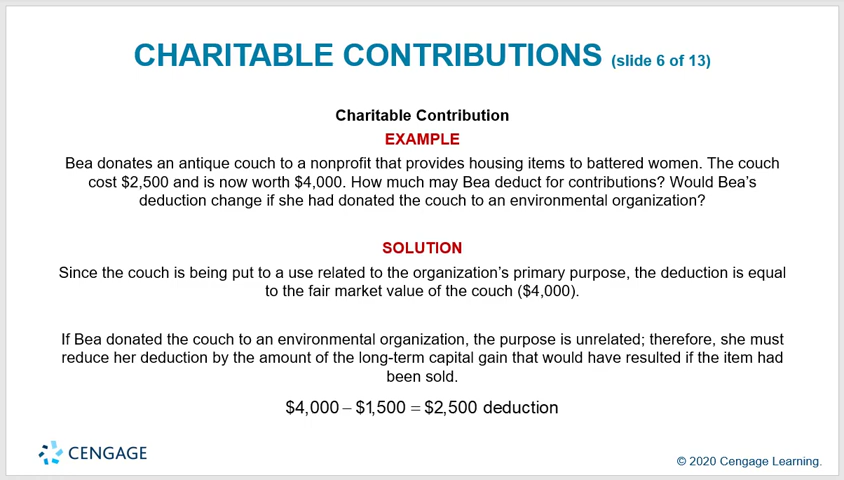 CHARITABLE CONTRIBUTIONS (slide 6 of 13)
Charitable Contribution
EXAMPLE
Bea donates an antique couch to a nonprofit that provides housing items to battered women. The couch
cost $2,500 and is now worth $4,000. How much may Bea deduct for contributions? Would Bea's
deduction change if she had donated the couch to an environmental organization?
SOLUTION
Since the couch is being put to a use related to the organization's primary purpose, the deduction is equal
to the fair market value of the couch ($4,000).
If Bea donated the couch to an environmental organization, the purpose is unrelated; therefore, she must
reduce her deduction by the amount of the long-term capital gain that would have resulted if the item had
been sold.
$4,000 – $1,500 = $2,500 deduction
CENGAGE
© 2020 Cengage Learning.